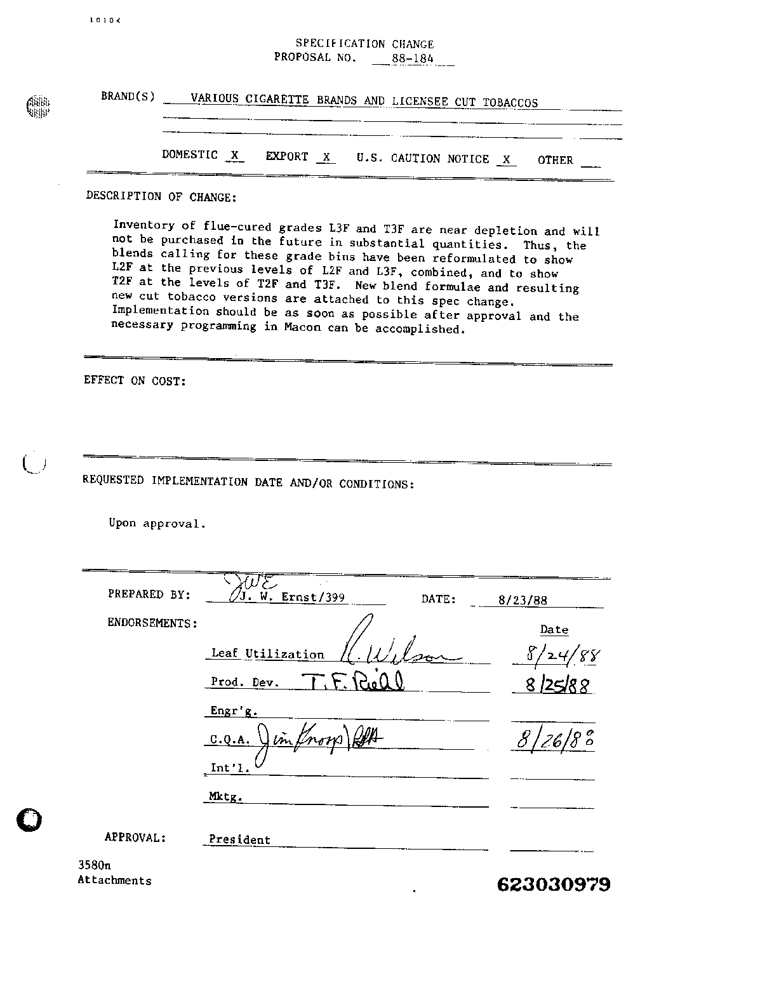 SPECIFICATION CHANGE
PROPOSAL NO. 88-184
BRAND(S) VARIOUS CIGARETTE BRANDS AND LICENSEE CUT TOBACCOS
DOMESTIC X EXPORT X U.S. CAUTION NOTICE X OTHER
DESCRIPTION OF CHANGE:
Inventory of flue-cured grades L3F and T3F are near depletion and will
not be purchased in the future in substantial quantities. Thus, the
blends calling for these grade bins have been reformulated to show
L2F at the previous levels of L2F and L3F, combined, and to show
T2F at the levels of T2F and T3F. New blend formulae and resulting
new cut tobacco versions are attached to this spec change.
Implementation should be as soon as possible after approval and the
necessary programming in Macon can be accomplished.
EFFECT ON COST:
REQUESTED IMPLEMENTATION DATE AND/OR CONDITIONS:
Upon approval.
JWE
PREPARED BY: J. W. Ernst/399 DATE: 8/23/88
ENDORSEMENTS: Date
Leaf Utilization R. Wilson 8/24/88
Prod. Dev. T.F. 8/25/88
Engr'g.
C.Q.A. Jim 8/26/88
Int'l.
Mktg.
APPROVAL: President
3580n
Attachments
623030979